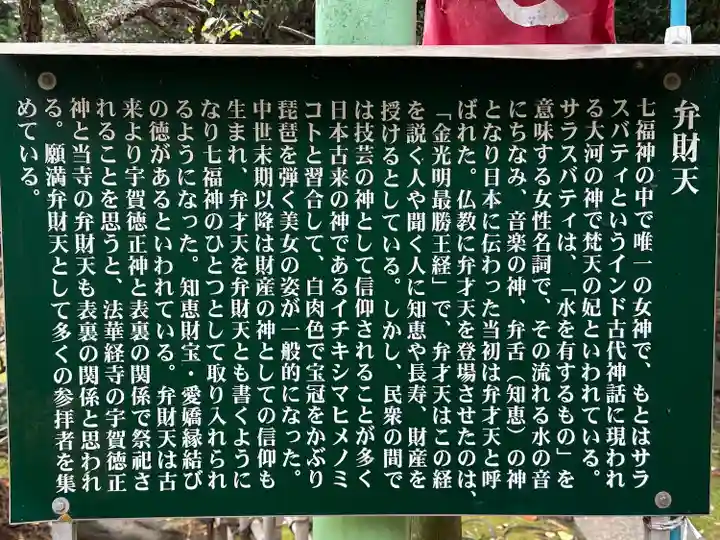 弁財天
七福神の中で唯一の女神で、もとはサラ
スバティというインド古代神話に現われ
る大河の神で梵天の妃といわれている。
サラスバティは、「水を有するもの」を
意味する女性名詞で、その流れる水の音
にちなみ、音楽の神、弁舌（知恵）の神
となり日本に伝わった当初は弁才天と呼
ばれた。仏教に弁才天を登場させたのは、
「金光明最勝王経」で、弁才天はこの経
を説く人や聞く人に知恵や長寿、財産を
授けるとしている。しかし、民衆の間で
は技芸の神として信仰されることが多く
日本古来の神であるイチキシマヒメノミ
コトと習合して、白肉色で宝冠をかぶり
琵琶を弾く美女の姿が一般的になった。
中世末期以降は財産の神としての信仰も
生まれ、弁才天を弁財天とも書くように
なり七福神のひとつとして取り入れられ
るようになった。知恵財宝・愛嬌縁結び
の徳があるといわれている。弁財天は古
来より宇賀徳正神と表裏の関係で祭祀さ
れることを思うと、法華経寺の宇賀徳正
神と当寺の弁財天も表裏の関係と思われ
る。願満弁財天として多くの参拝者を集
めている。